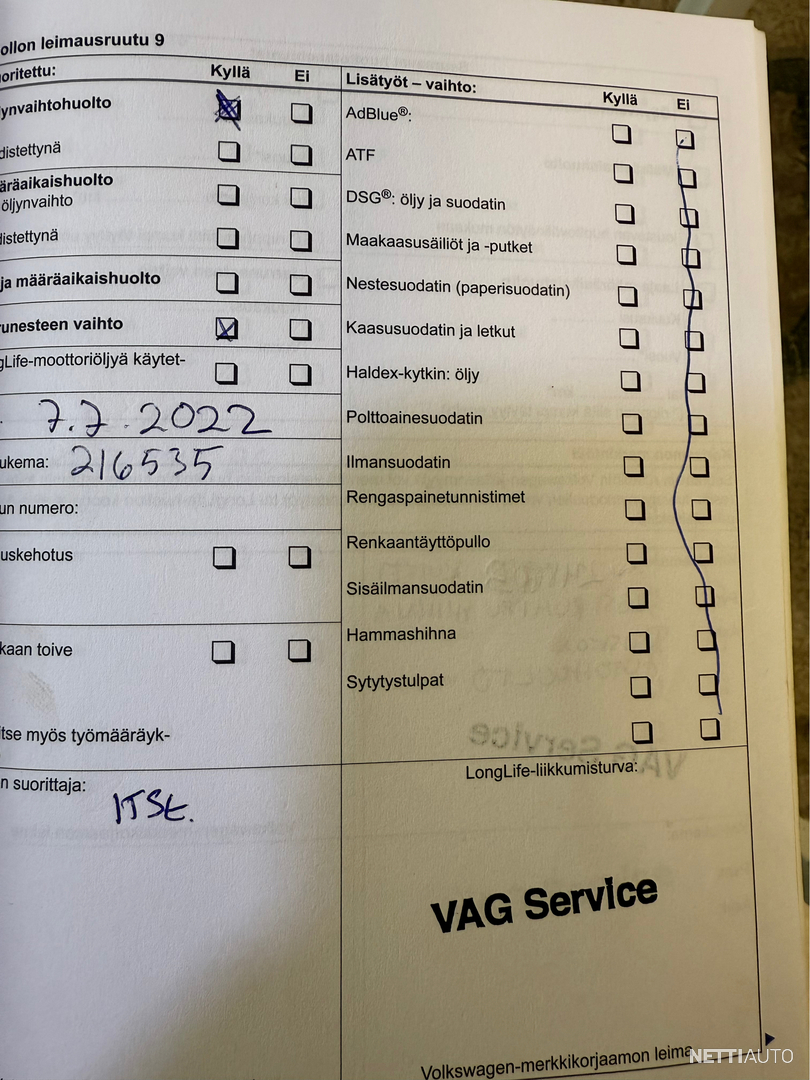 ollon leimausruutu 9
oritettu: Kyllä Ei
ynvaihtohuolto
distettynä
äräaikaishuolto
öljynvaihto
distettynä
ja määräaikaishuolto
runesteen vaihto
gLife-moottoriöljyä käytet-
7.7.2022
ukema: 216535
un numero:
uskehotus
kaan toive
itse myös työmääräyk-
n suorittaja:
ITSE.
Lisätyöt – vaihto: Kyllä Ei
AdBlue®:
ATF
DSG®: öljy ja suodatin
Maakaasusäiliöt ja -putket
Nestesuodatin (paperisuodatin)
Kaasusuodatin ja letkut
Haldex-kytkin: öljy
Polttoainesuodatin
Ilmansuodatin
Rengaspainetunnistimet
Renkaantäyttöpullo
Sisäilmansuodatin
Hammashihna
Sytytystulpat
LongLife-liikkumisturva:
VAG Service
Volkswagen-merkkikorjaamon leima
NETTIAUTO